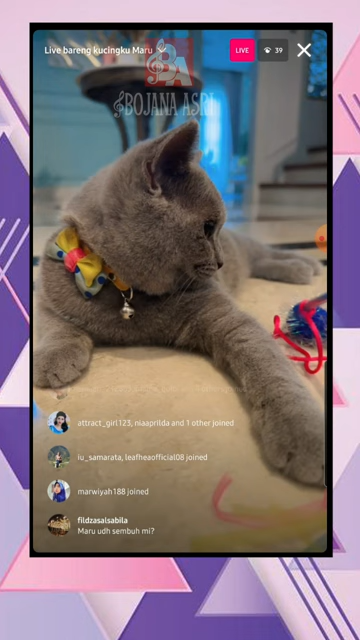 Live bareng kucingku Maru
LIVE
39
BA
BOJANA ASRI
attract_girl123, niaaprilda and 1 other joined
iu_samarata, leafheaofficial08 joined
marwiyah188 joined
fildzasalsabila
Maru udh sembuh mi?